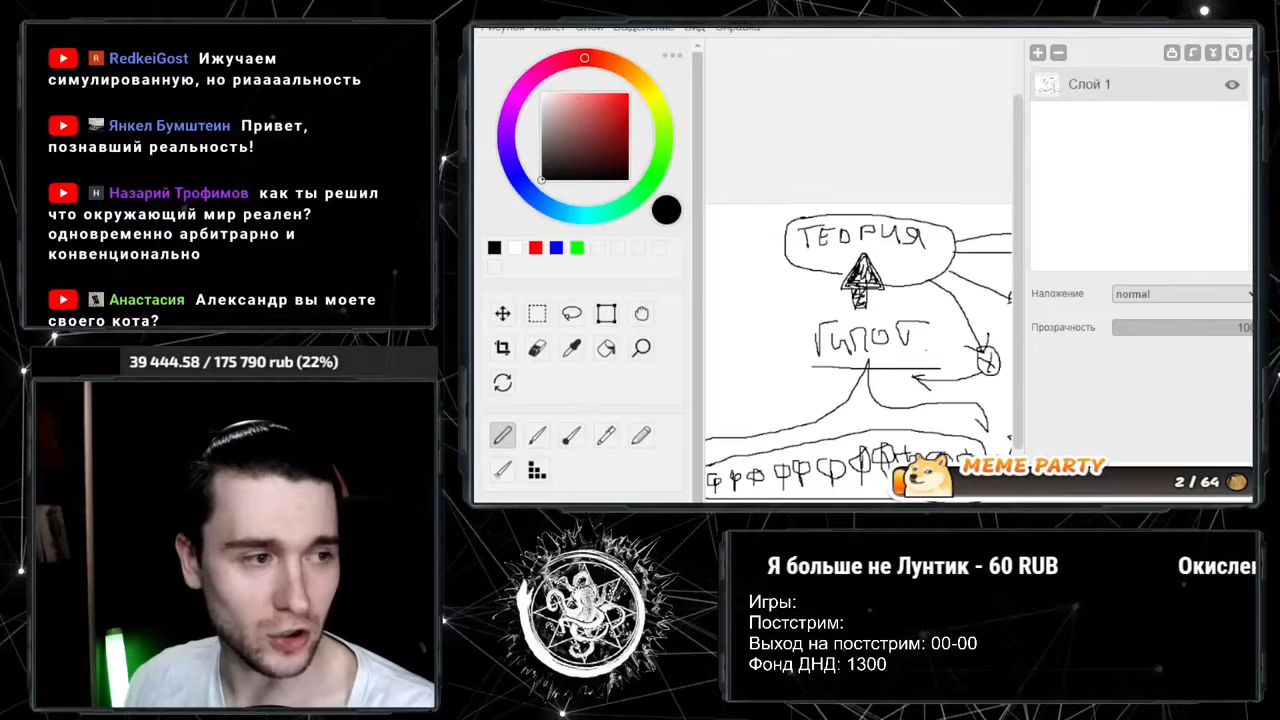 RedkeiGost Ижучаем
симулированную, но риаааальность
Янкел Бумштеин Привет,
познавший реальность!
Назарий Трофимов как ты решил
что окружающий мир реален?
одновременно арбитрарно и
конвенционально
Анастасия Александр вы моете
своего кота?
39 444.58 / 175 790 rub (22%)
Слой 1
Наложение normal
Прозрачность 100
ТЕОРИЯ
ГИПОТ.
ф ф ф ф ф ф ф ф
MEME PARTY
2 / 64
Я больше не Лунтик - 60 RUB
Игры:
Постстрим:
Выход на постстрим: 00-00
Фонд ДНД: 1300